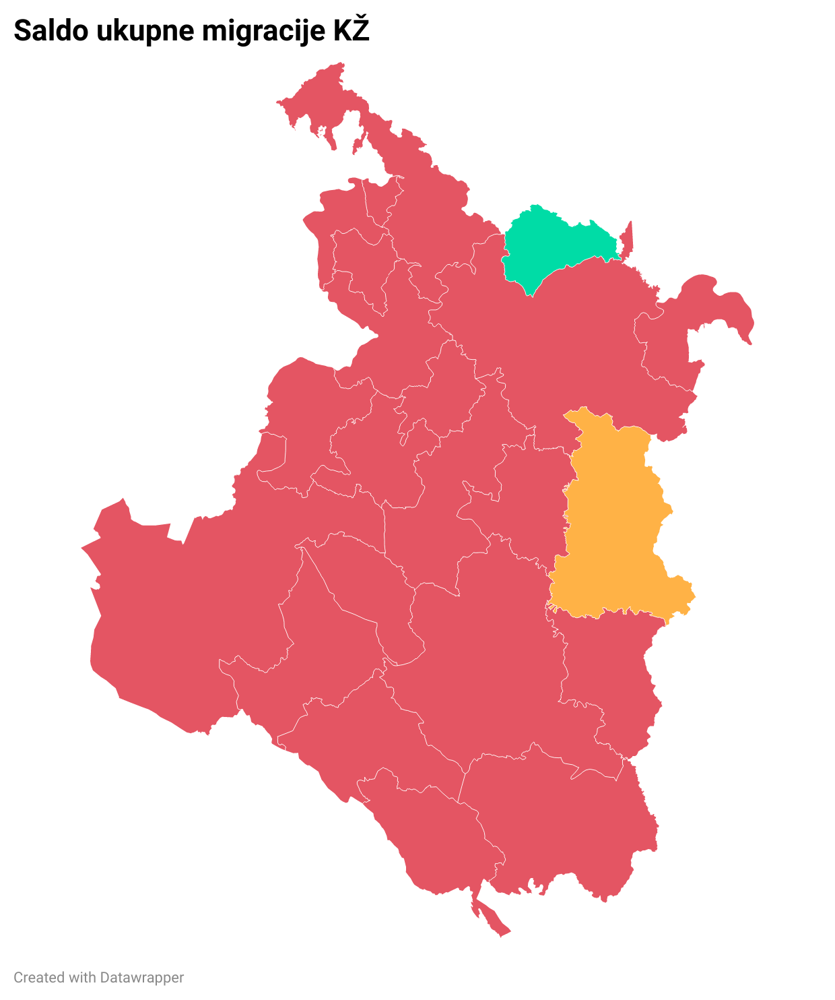 Saldo ukupne migracije KŽ
Created with Datawrapper